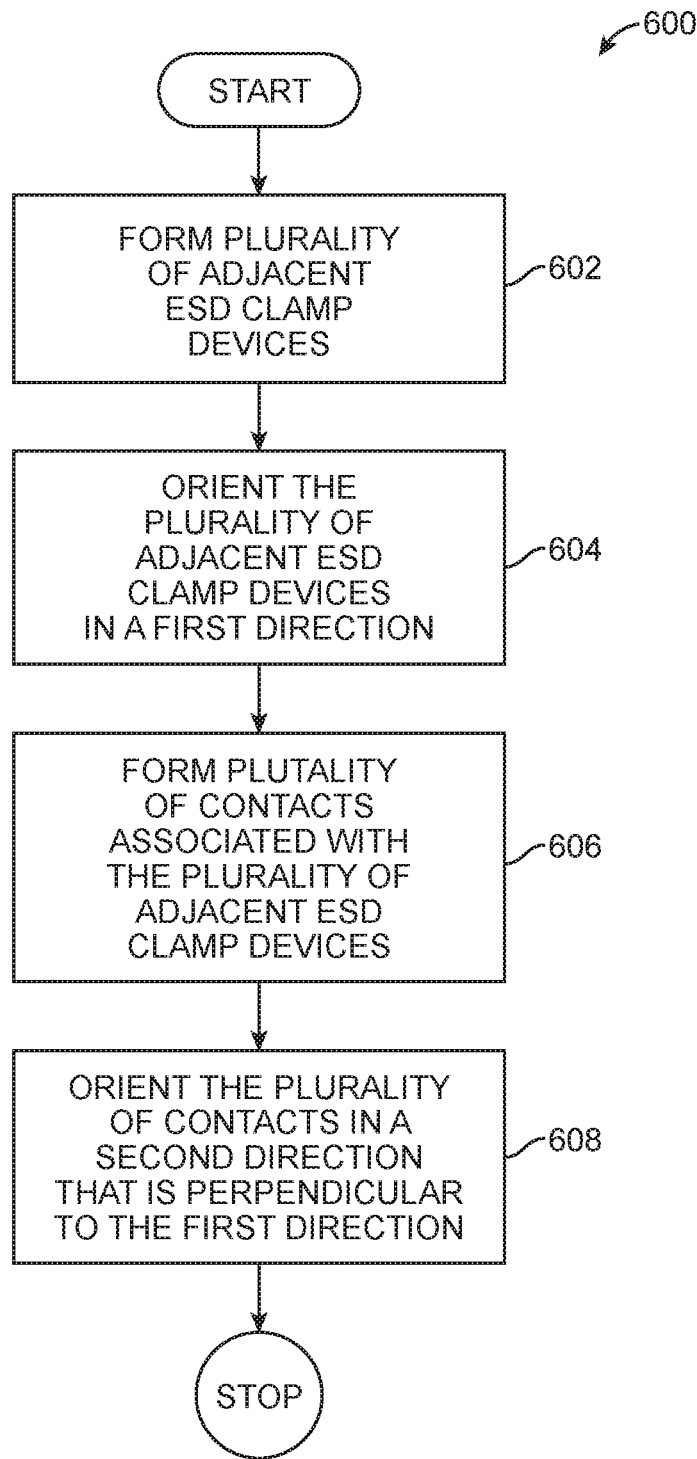 600
START
FORM PLURALITY
OF ADJACENT
ESD CLAMP
DEVICES
602
ORIENT THE
PLURALITY OF
ADJACENT ESD
CLAMP DEVICES
IN A FIRST DIRECTION
604
FORM PLUTALITY
OF CONTACTS
ASSOCIATED WITH
THE PLURALITY OF
ADJACENT ESD
CLAMP DEVICES
606
ORIENT THE PLURALITY
OF CONTACTS IN A
SECOND DIRECTION
THAT IS PERPENDICULAR
TO THE FIRST DIRECTION
608
STOP